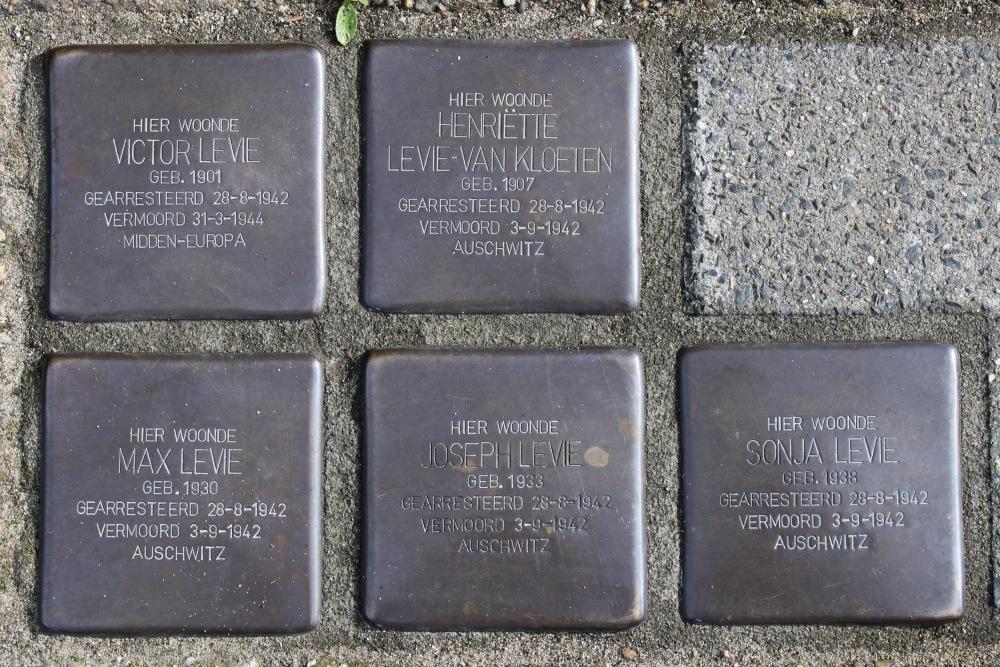 HIER WOONDE
VICTOR LEVIE
GEB. 1901
GEARRESTEERD 28-8-1942
VERMOORD 31-3-1944
MIDDEN-EUROPA
HIER WOONDE
HENRIËTTE
LEVIE-VAN KLOETEN
GEB. 1907
GEARRESTEERD 28-8-1942
VERMOORD 3-9-1942
AUSCHWITZ
HIER WOONDE
MAX LEVIE
GEB. 1930
GEARRESTEERD 28-8-1942
VERMOORD 3-9-1942
AUSCHWITZ
HIER WOONDE
JOSEPH LEVIE
GEB. 1933
GEARRESTEERD 28-8-1942
VERMOORD 3-9-1942
AUSCHWITZ
HIER WOONDE
SONJA LEVIE
GEB. 1938
GEARRESTEERD 28-8-1942
VERMOORD 3-9-1942
AUSCHWITZ